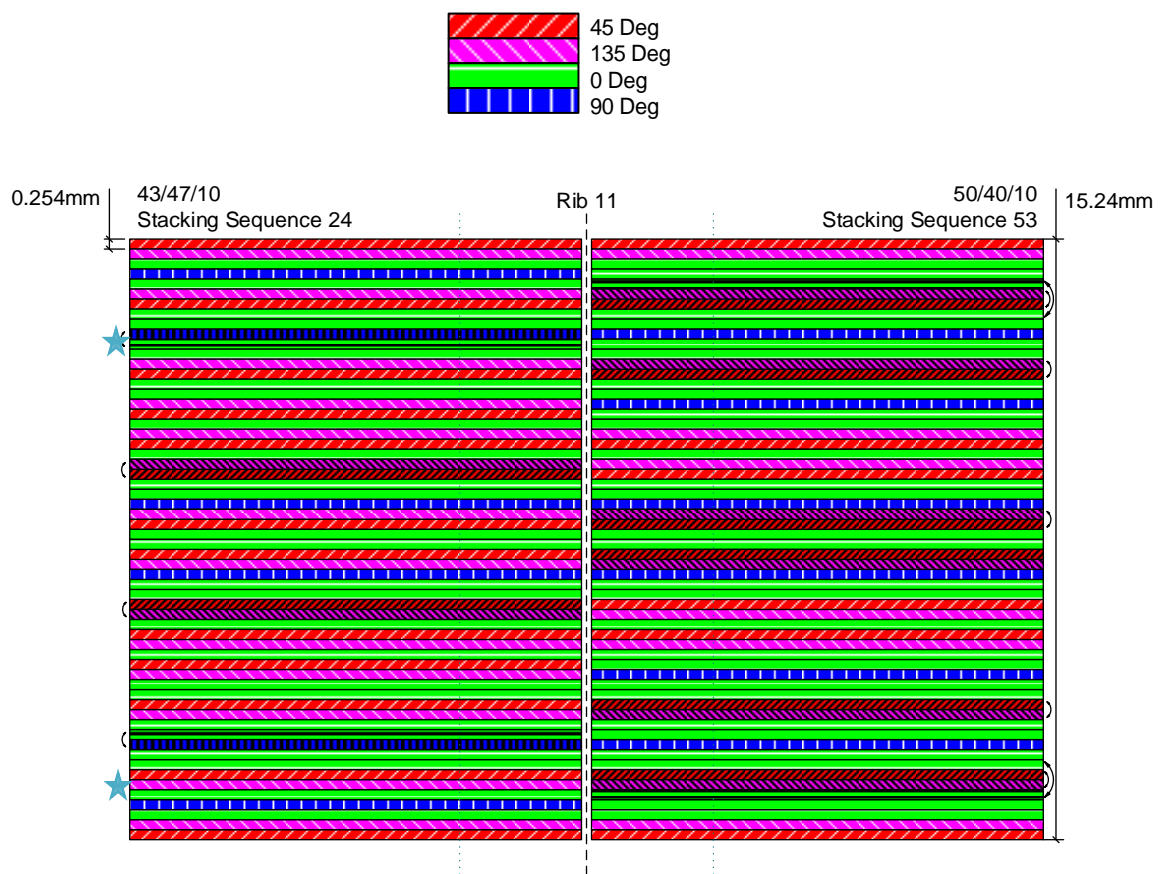 45 Deg
135 Deg
0 Deg
90 Deg
0.254mm
43/47/10
Stacking Sequence 24
Rib 11
50/40/10
Stacking Sequence 53
15.24mm